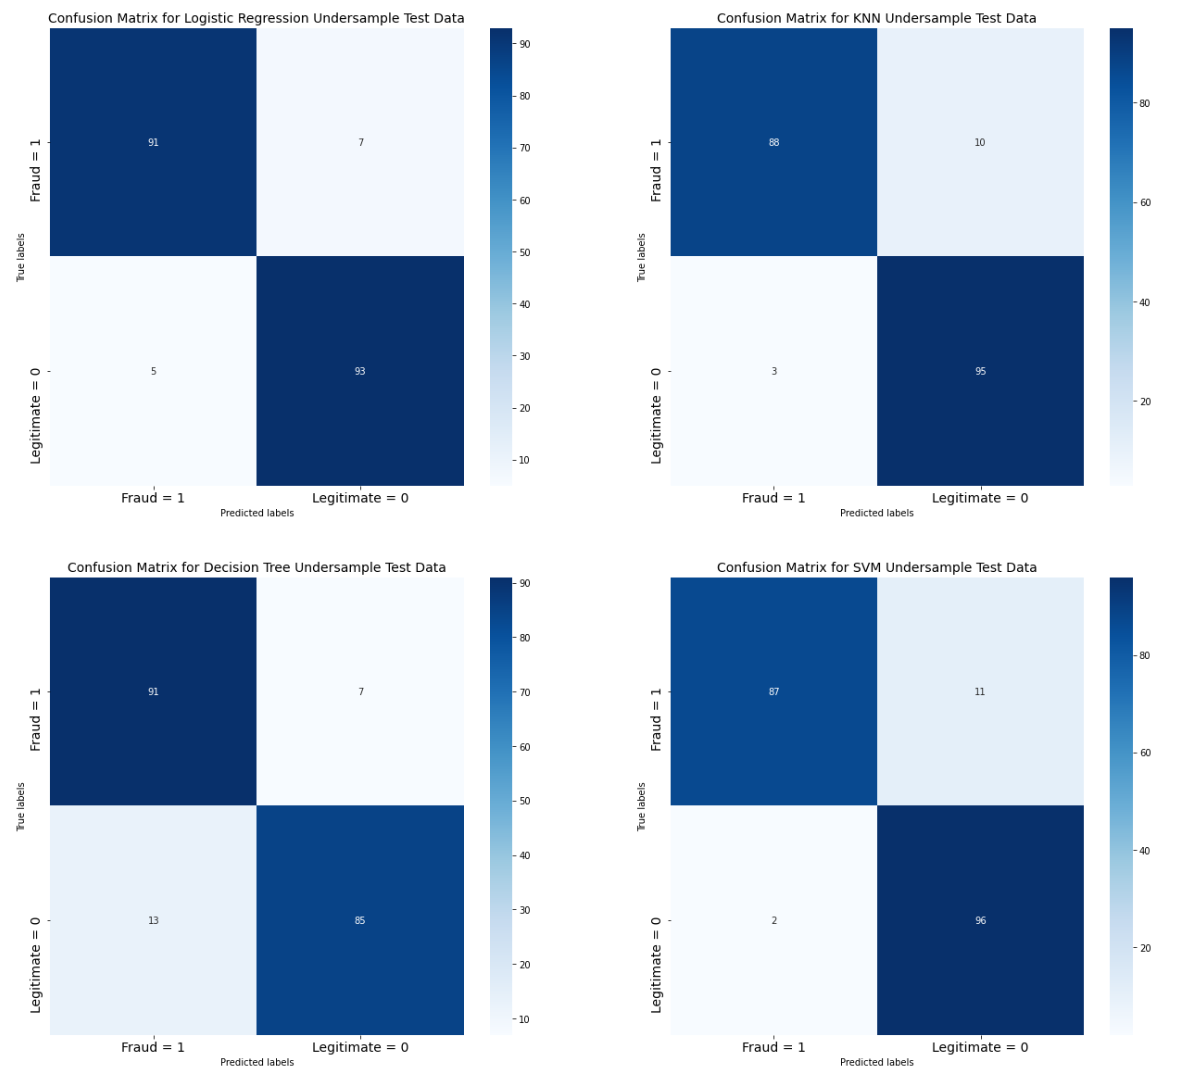 Confusion Matrix for Logistic Regression Undersample Test Data
Fraud = 1
Legitimate = 0
True labels
91
7
5
93
Fraud = 1
Legitimate = 0
Predicted labels
90
80
70
60
50
40
30
20
10
Confusion Matrix for KNN Undersample Test Data
Fraud = 1
Legitimate = 0
True labels
88
10
3
95
Fraud = 1
Legitimate = 0
Predicted labels
80
60
40
20
Confusion Matrix for Decision Tree Undersample Test Data
Fraud = 1
Legitimate = 0
True labels
91
7
13
85
Fraud = 1
Legitimate = 0
Predicted labels
90
80
70
60
50
40
30
20
10
Confusion Matrix for SVM Undersample Test Data
Fraud = 1
Legitimate = 0
True labels
87
11
2
96
Fraud = 1
Legitimate = 0
Predicted labels
80
60
40
20